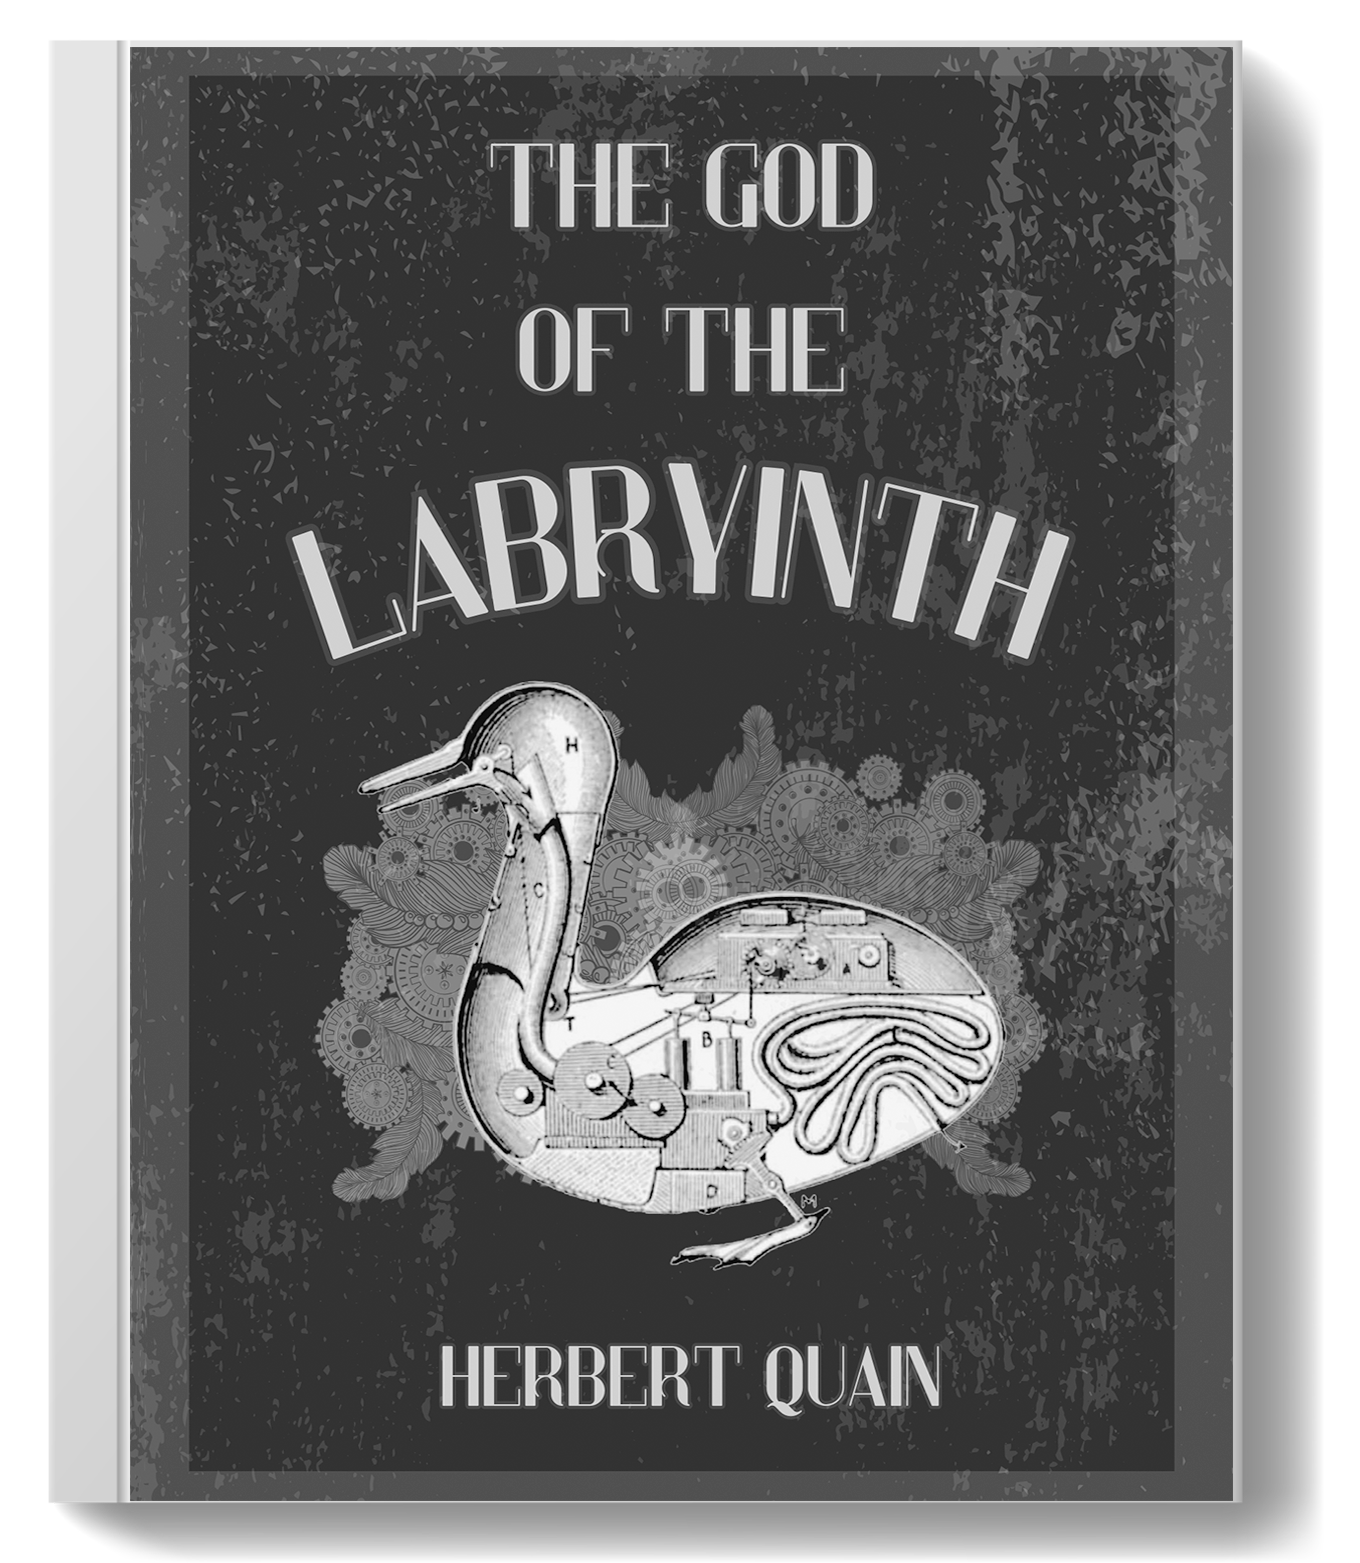 THE GOD
OF THE
LABRYINTH
H
C
A
T
B
C
D
M
HERBERT QUAIN